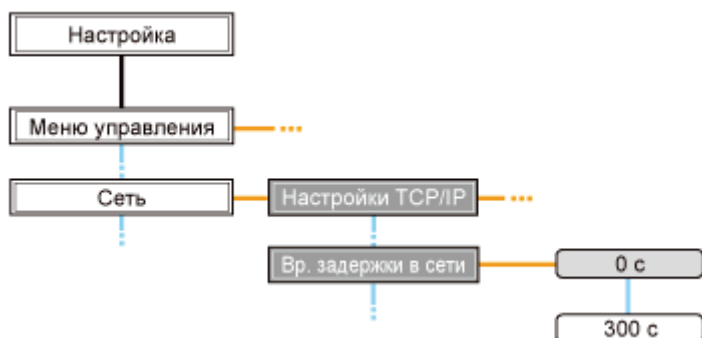 Настройка
Меню управления
Сеть
Настройки TCP/IP
Вр. задержки в сети
0 с
300 с